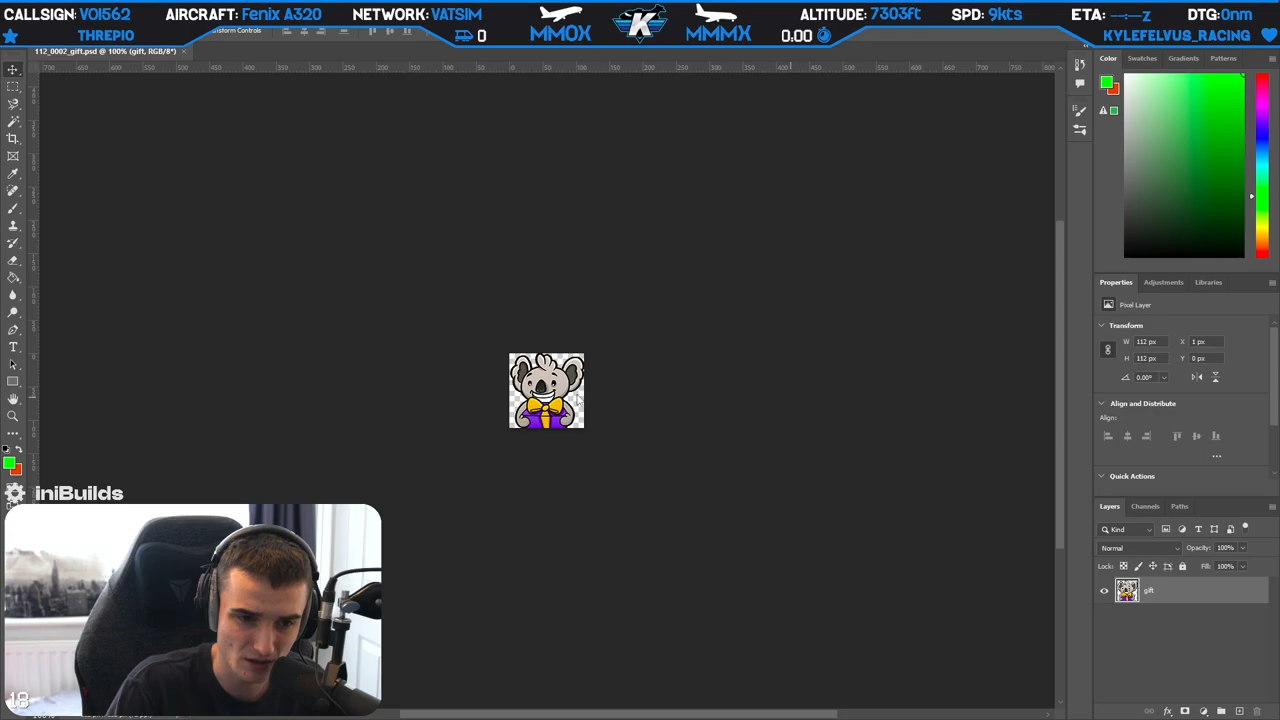 CALLSIGN: VOI562 AIRCRAFT: Fenix A320 NETWORK: VATSIM ALTITUDE: 7303ft SPD: 9kts ETA: --:--z DTG: 0nm
THREPIO 0 MMOX K MMMX 0.00 KYLEFELVUS_RACING
112_0002_gift.psd @ 100% (gift, RGB/8*) ×
Color Swatches Gradients Patterns
Properties Adjustments Libraries
Pixel Layer
Transform
W 112 px X 1 px
H 112 px Y 0 px
0.00°
Align and Distribute
Align:
Quick Actions
Layers Channels Paths
Kind
Normal Opacity: 100%
Lock: Fill: 100%
gift
iniBuilds
18